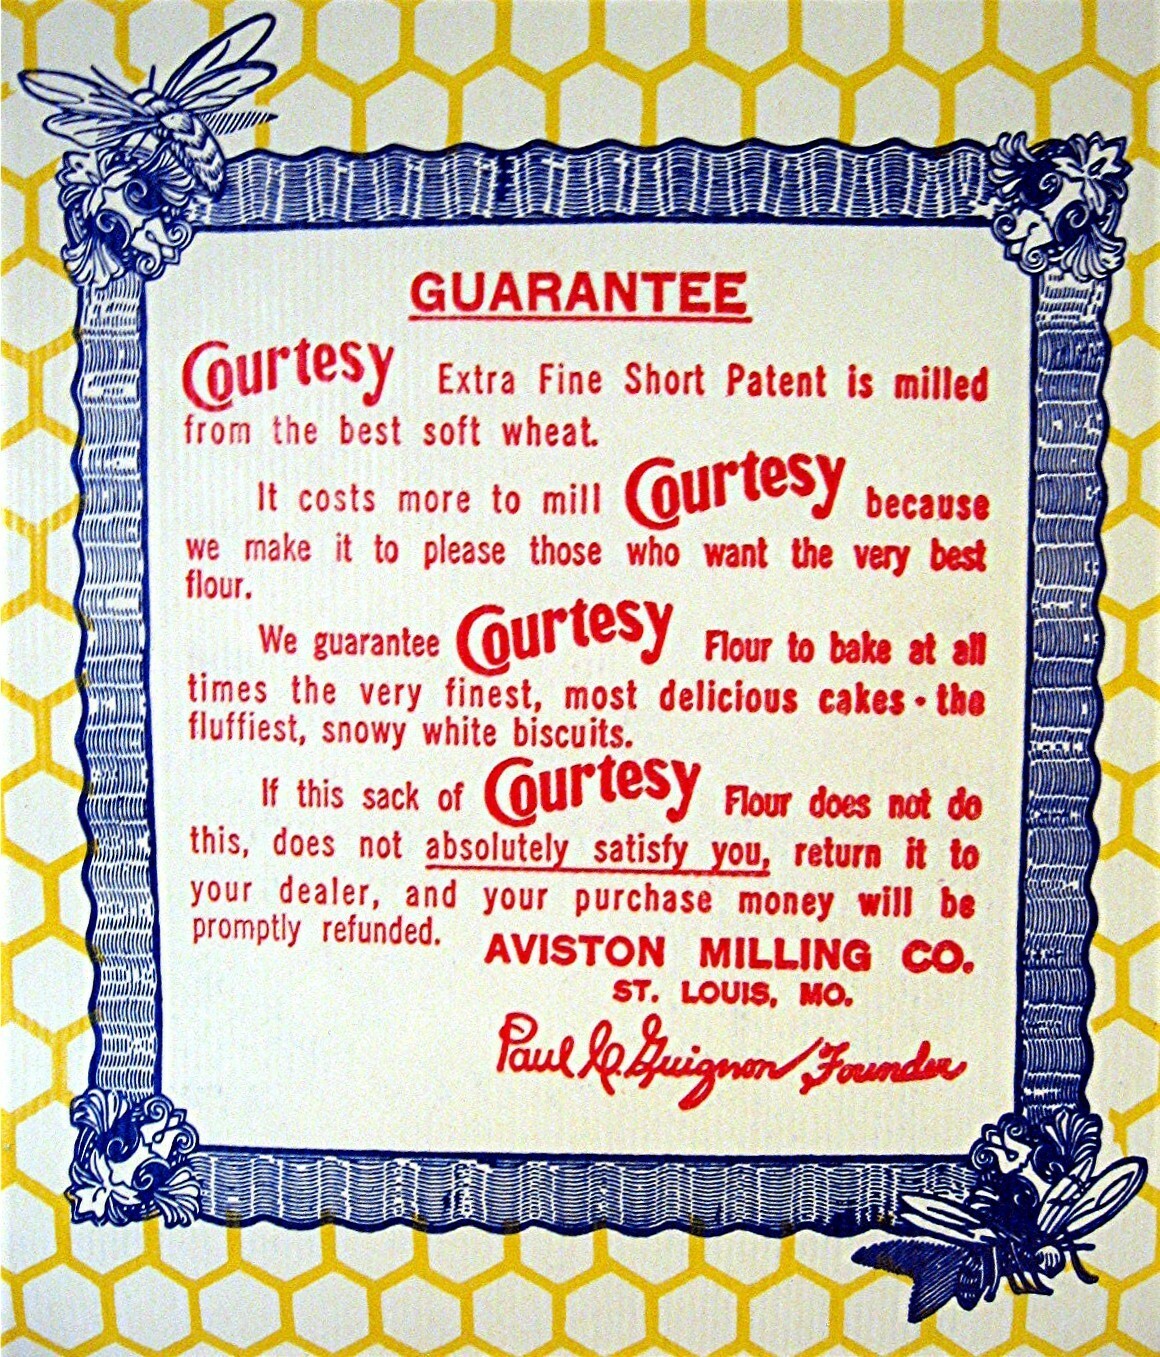 GUARANTEE
Courtesy Extra Fine Short Patent is milled
from the best soft wheat.
It costs more to mill Courtesy because
we make it to please those who want the very best
flour.
We guarantee Courtesy Flour to bake at all
times the very finest, most delicious cakes · the
fluffiest, snowy white biscuits.
If this sack of Courtesy Flour does not do
this, does not absolutely satisfy you, return it to
your dealer, and your purchase money will be
promptly refunded.
AVISTON MILLING CO.
ST. LOUIS, MO.
Paul C. Guignon, Founder